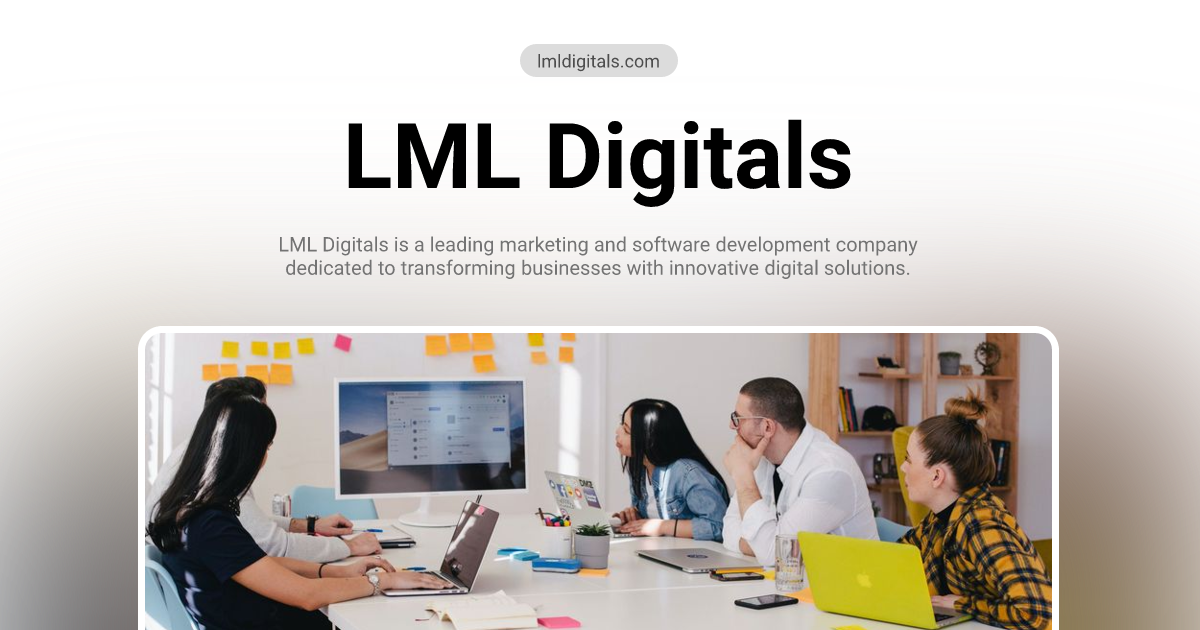 lmldigitals.com
LML Digitals
LML Digitals is a leading marketing and software development company
dedicated to transforming businesses with innovative digital solutions.